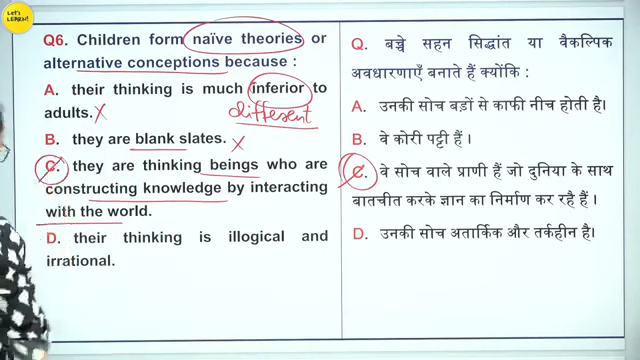 LET'S
LEARN!
Q6. Children form naïve theories or
alternative conceptions because :
A. their thinking is much inferior to
adults.
different
B. they are blank slates.
C. they are thinking beings who are
constructing knowledge by interacting
with the world.
D. their thinking is illogical and
irrational.
Q. बच्चे सहन सिद्धांत या वैकल्पिक
अवधारणाएँ बनाते हैं क्योंकि :
A. उनकी सोच बड़ों से काफी नीच होती है।
B. वे कोरी पट्टी हैं ।
C. वे सोच वाले प्राणी हैं जो दुनिया के साथ
बातचीत करके ज्ञान का निर्माण कर रहै हैं ।
D. उनकी सोच अतार्किक और तर्कहीन है।